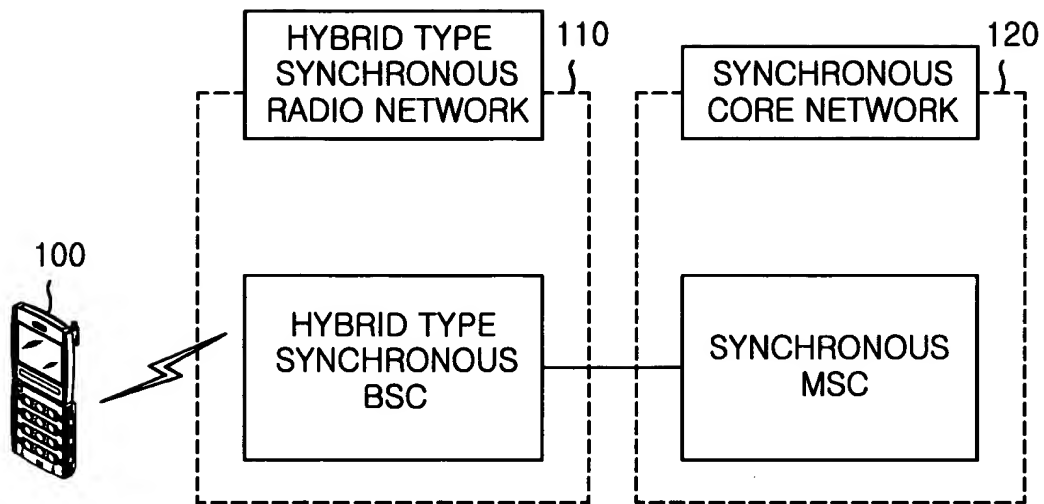 HYBRID TYPE
SYNCHRONOUS
RADIO NETWORK
110
SYNCHRONOUS
CORE NETWORK
120
100
HYBRID TYPE
SYNCHRONOUS
BSC
SYNCHRONOUS
MSC